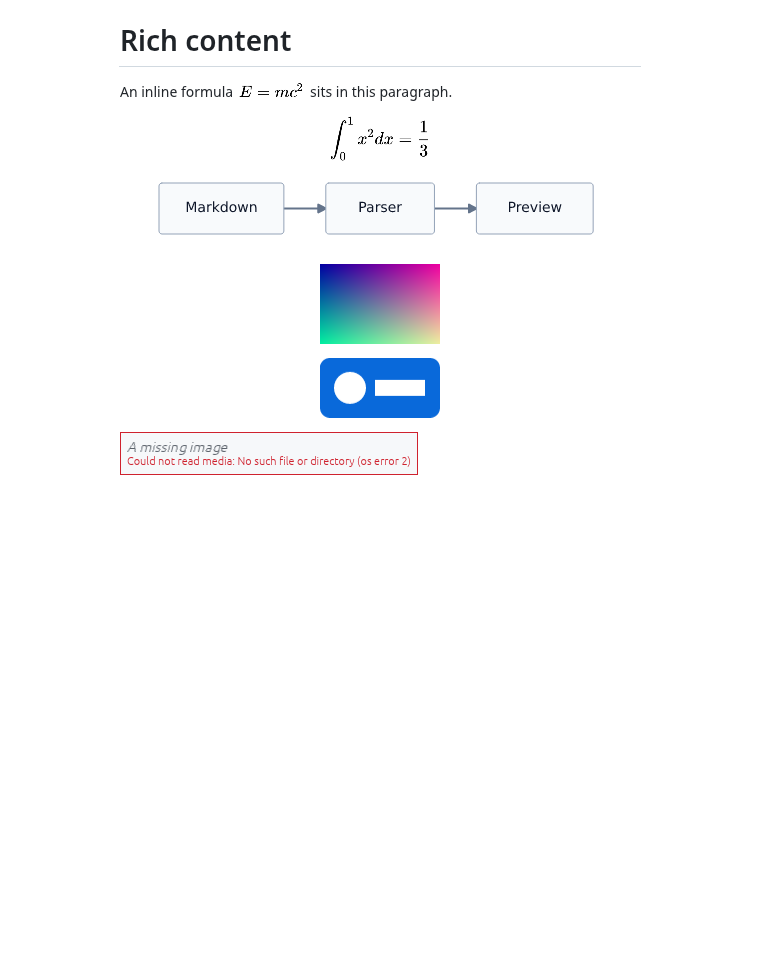 Rich content
An inline formula E = mc² sits in this paragraph.
∫₀¹ x²dx = 1/3
Markdown
Parser
Preview
A missing image
Could not read media: No such file or directory (os error 2)